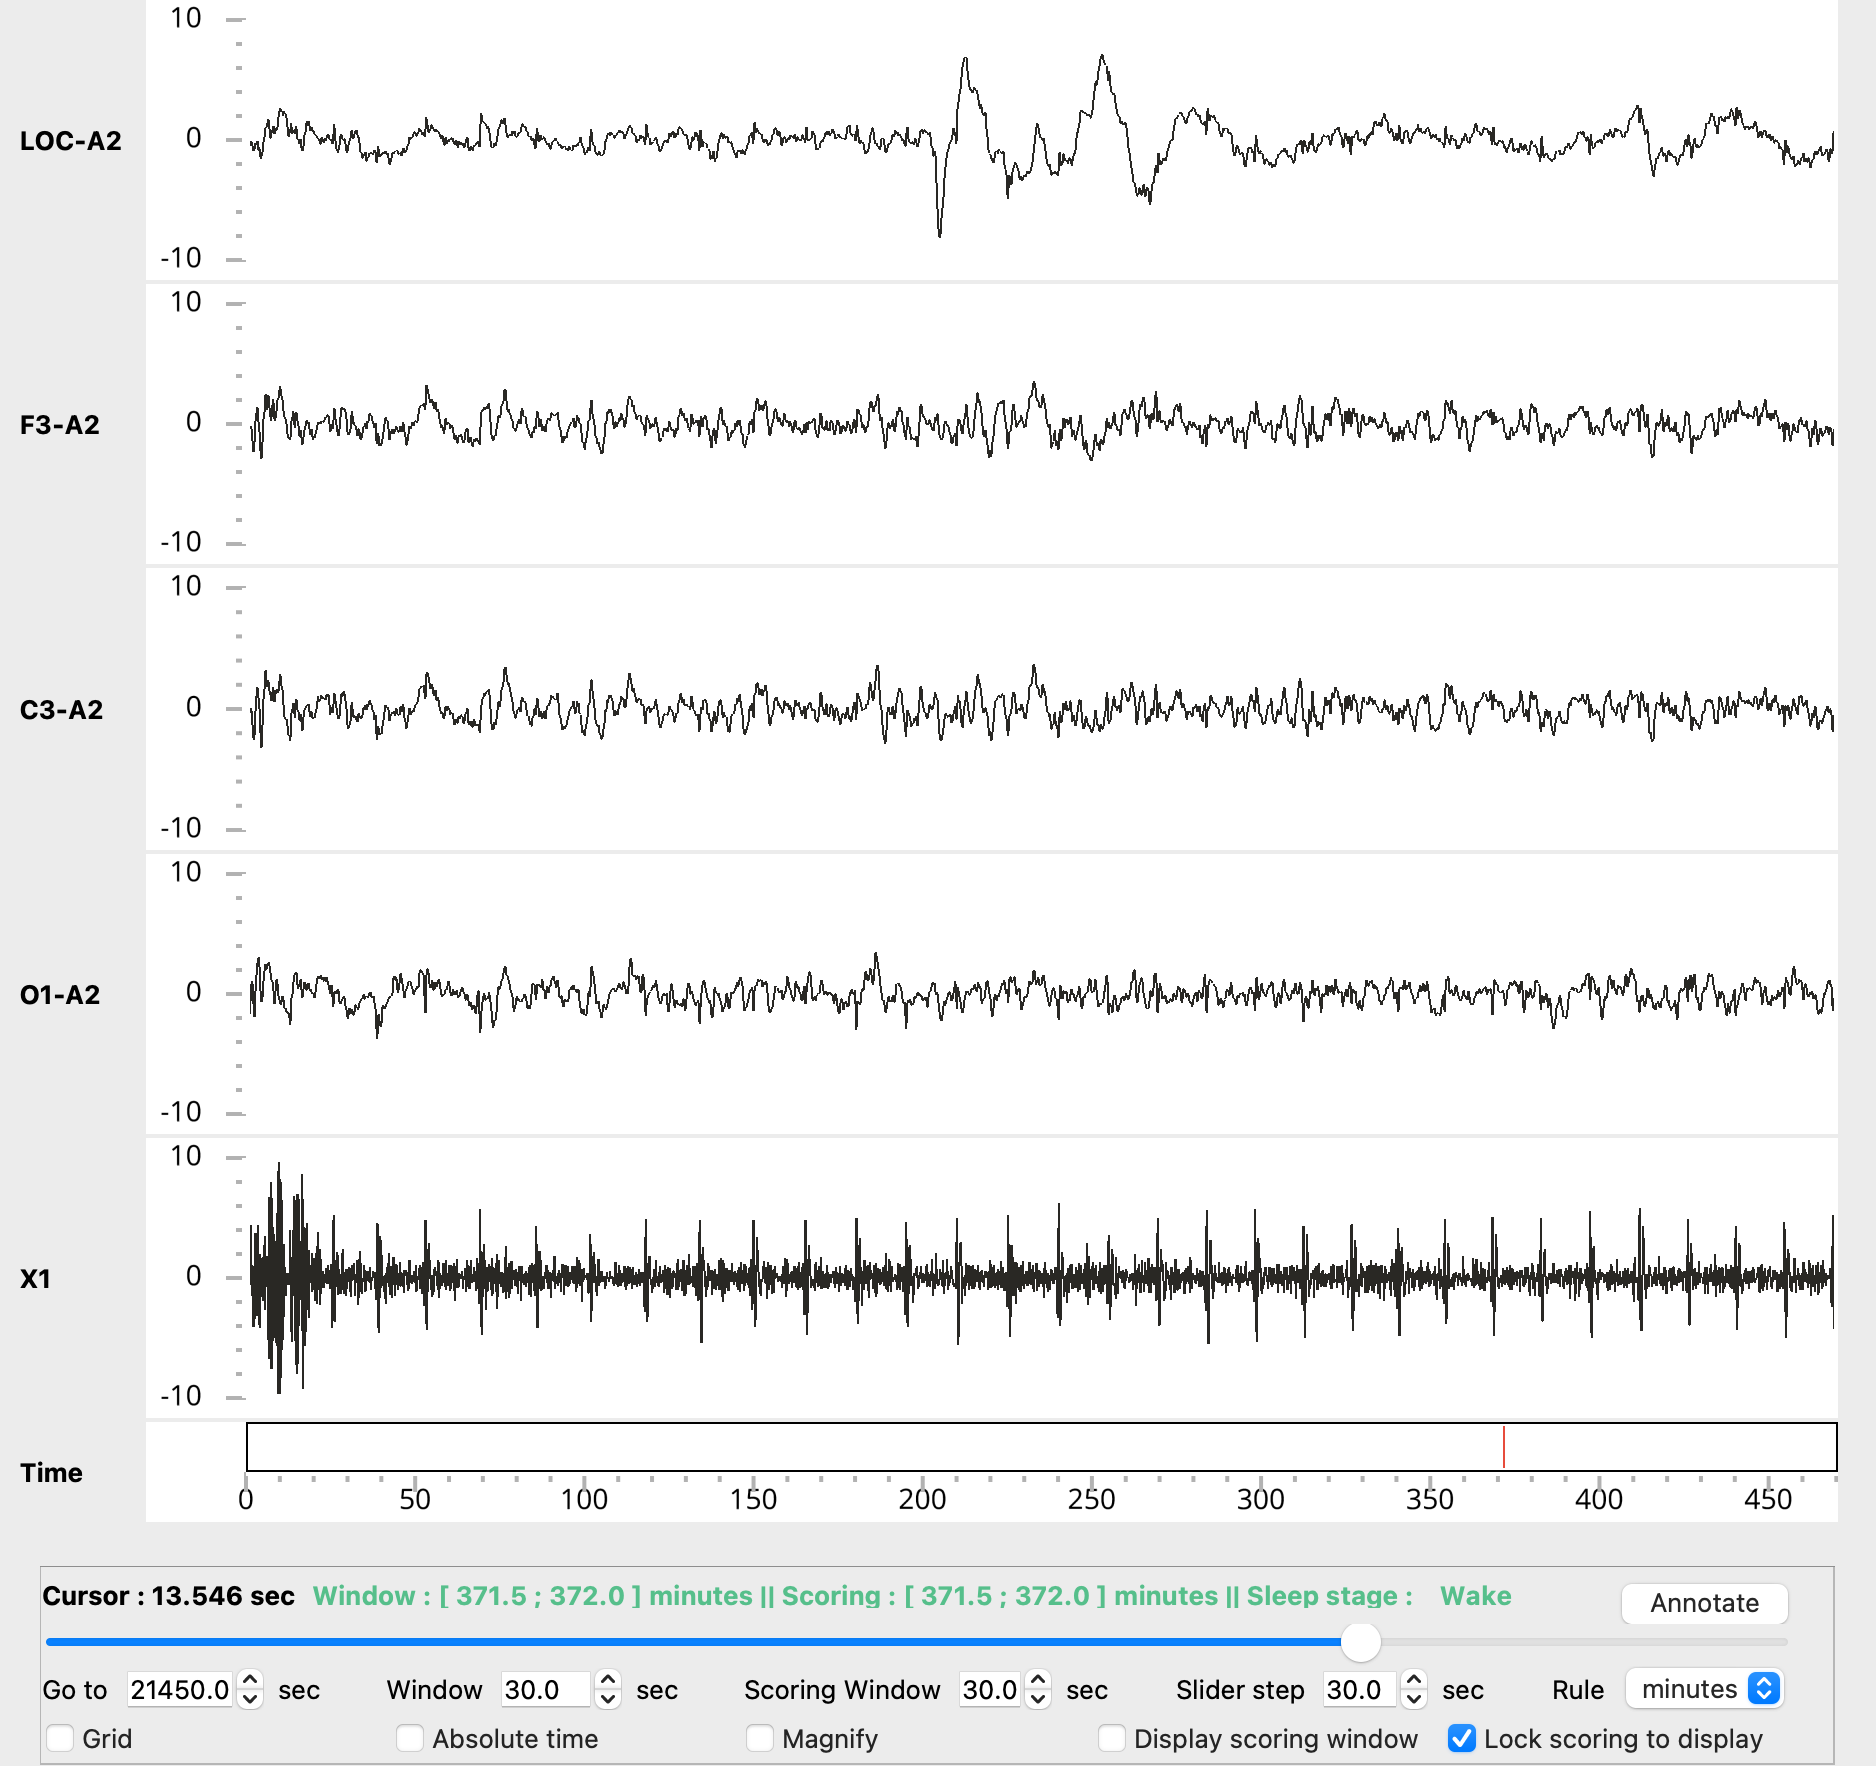 10
LOC-A2
0
-10
10
F3-A2
0
-10
10
C3-A2
0
-10
10
O1-A2
0
-10
10
X1
0
-10
Time
0 50 100 150 200 250 300 350 400 450
Cursor : 13.546 sec Window : [ 371.5 ; 372.0 ] minutes || Scoring : [ 371.5 ; 372.0 ] minutes || Sleep stage : Wake Annotate
Go to 21450.0 sec Window 30.0 sec Scoring Window 30.0 sec Slider step 30.0 sec Rule minutes
Grid Absolute time Magnify Display scoring window Lock scoring to display